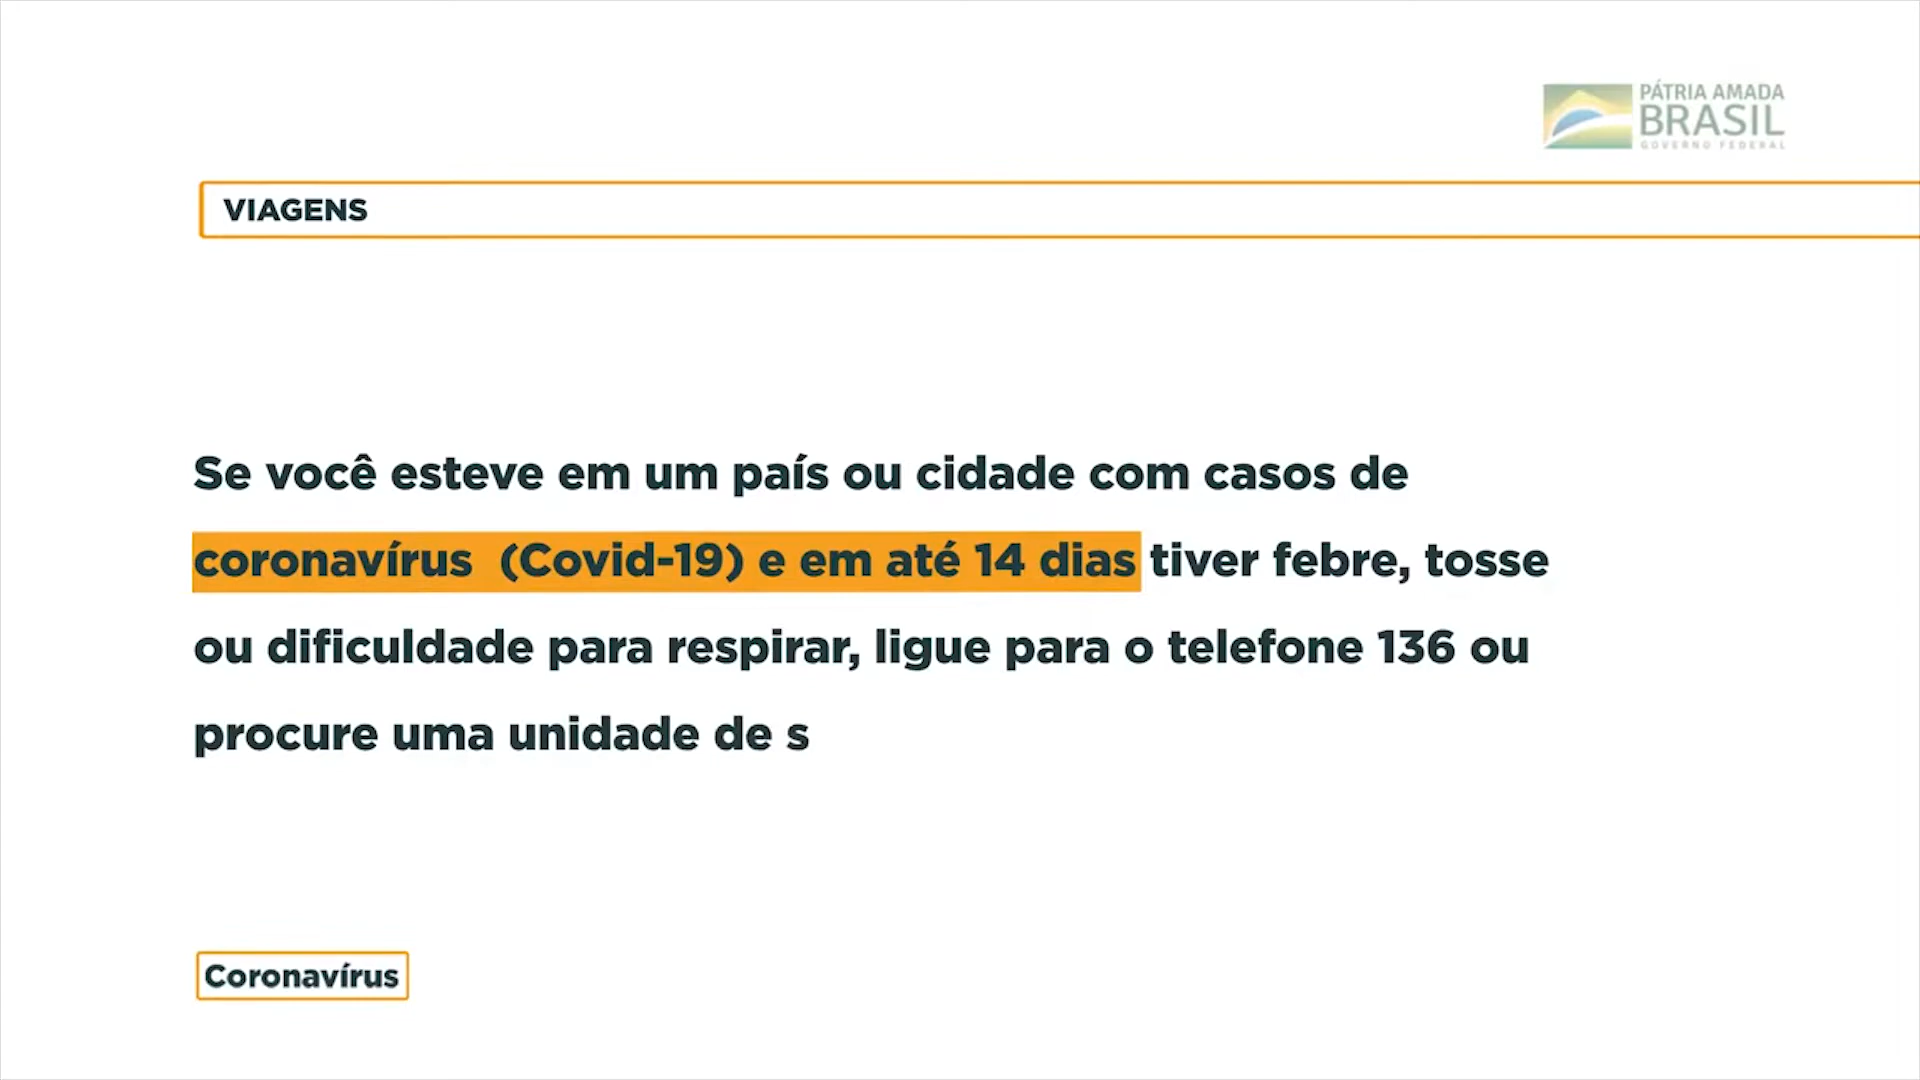 PÁTRIA AMADA
BRASIL
GOVERNO FEDERAL
VIAGENS
Se você esteve em um país ou cidade com casos de
coronavírus (Covid-19) e em até 14 dias tiver febre, tosse
ou dificuldade para respirar, ligue para o telefone 136 ou
procure uma unidade de s
Coronavírus